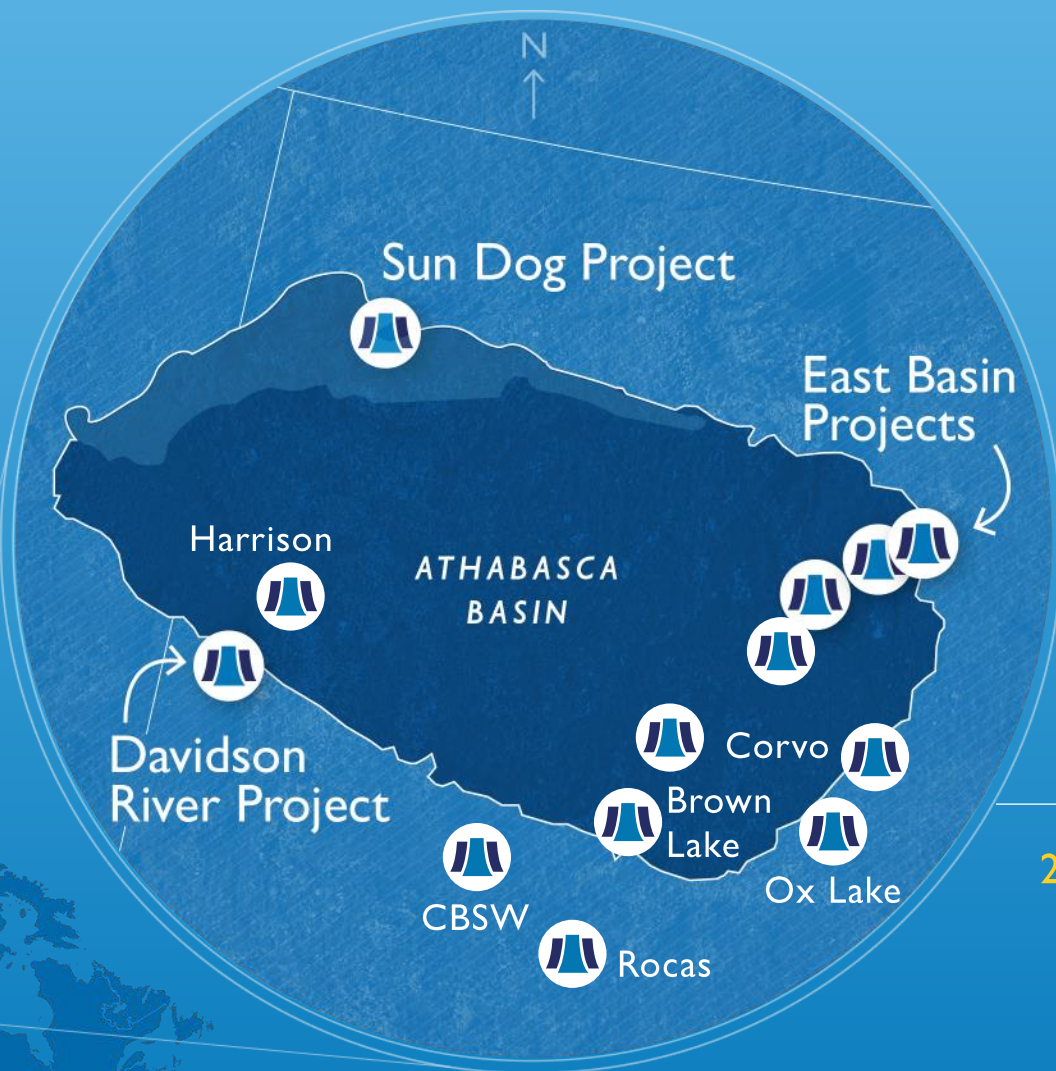 N
Sun Dog Project
East Basin
Projects
Harrison
ATHABASCA
BASIN
Davidson
River Project
Corvo
Brown
Lake
Ox Lake
CBSW
Rocas
2